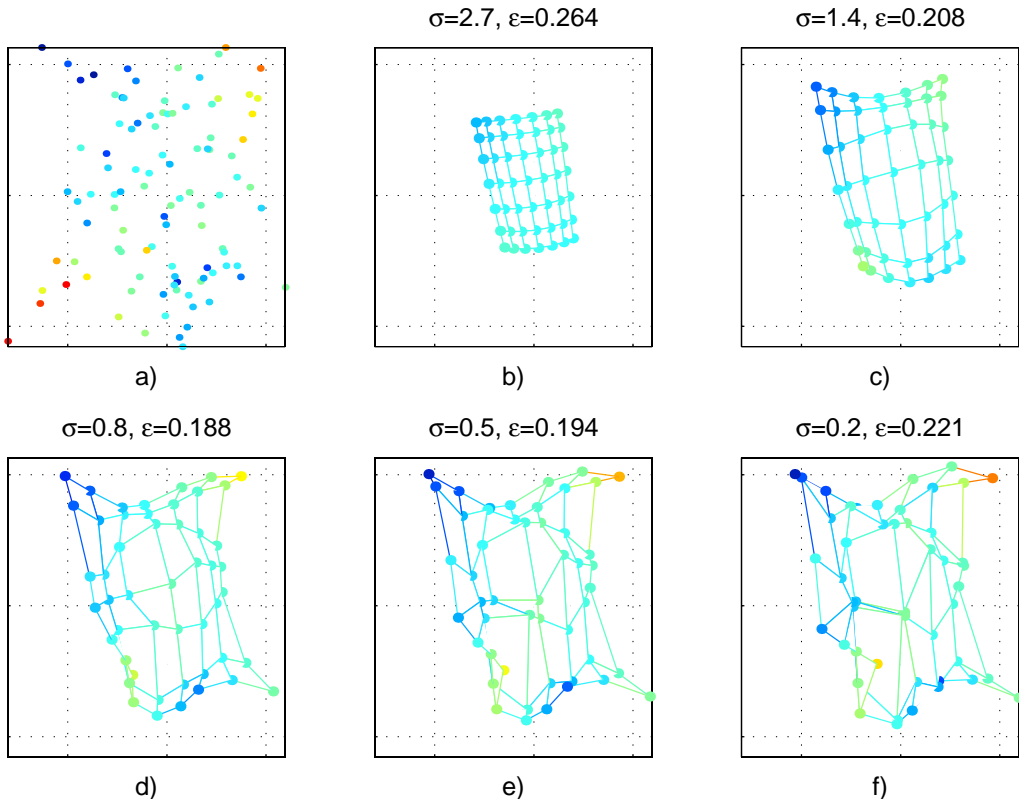 σ=2.7, ε=0.264
σ=1.4, ε=0.208
a)
b)
c)
σ=0.8, ε=0.188
σ=0.5, ε=0.194
σ=0.2, ε=0.221
d)
e)
f)